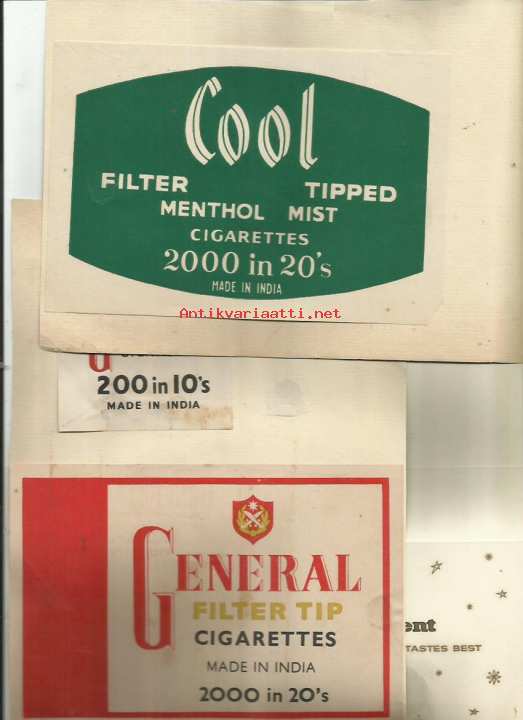 Cool
FILTER TIPPED
MENTHOL MIST
CIGARETTES
2000 in 20's
MADE IN INDIA
Antikvariaatti.net
G
200 in 10's
MADE IN INDIA
GENERAL
FILTER TIP
CIGARETTES
MADE IN INDIA
2000 in 20's
ent
TASTES BEST